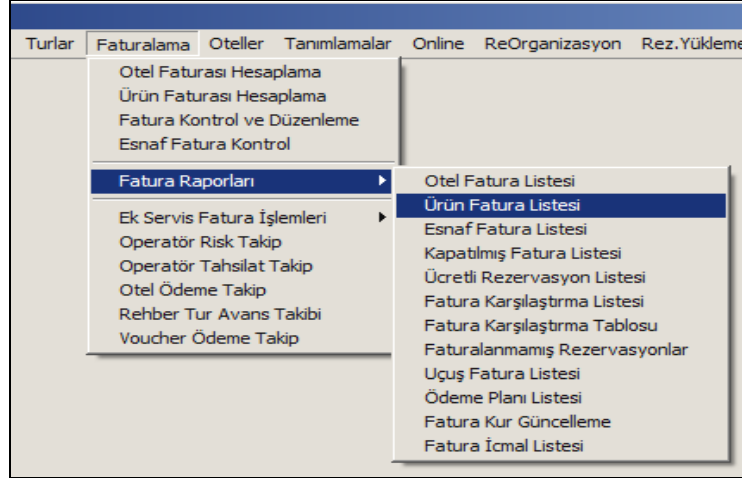 Turlar Faturalama Oteller Tanımlamalar Online ReOrganizasyon Rez.Yükleme
Otel Faturası Hesaplama
Ürün Faturası Hesaplama
Fatura Kontrol ve Düzenleme
Esnaf Fatura Kontrol
Fatura Raporları
Ek Servis Fatura İşlemleri
Operatör Risk Takip
Operatör Tahsilat Takip
Otel Ödeme Takip
Rehber Tur Avans Takibi
Voucher Ödeme Takip
Otel Fatura Listesi
Ürün Fatura Listesi
Esnaf Fatura Listesi
Kapatılmış Fatura Listesi
Ücretli Rezervasyon Listesi
Fatura Karşılaştırma Listesi
Fatura Karşılaştırma Tablosu
Faturalanmamış Rezervasyonlar
Uçuş Fatura Listesi
Ödeme Planı Listesi
Fatura Kur Güncelleme
Fatura İcmal Listesi